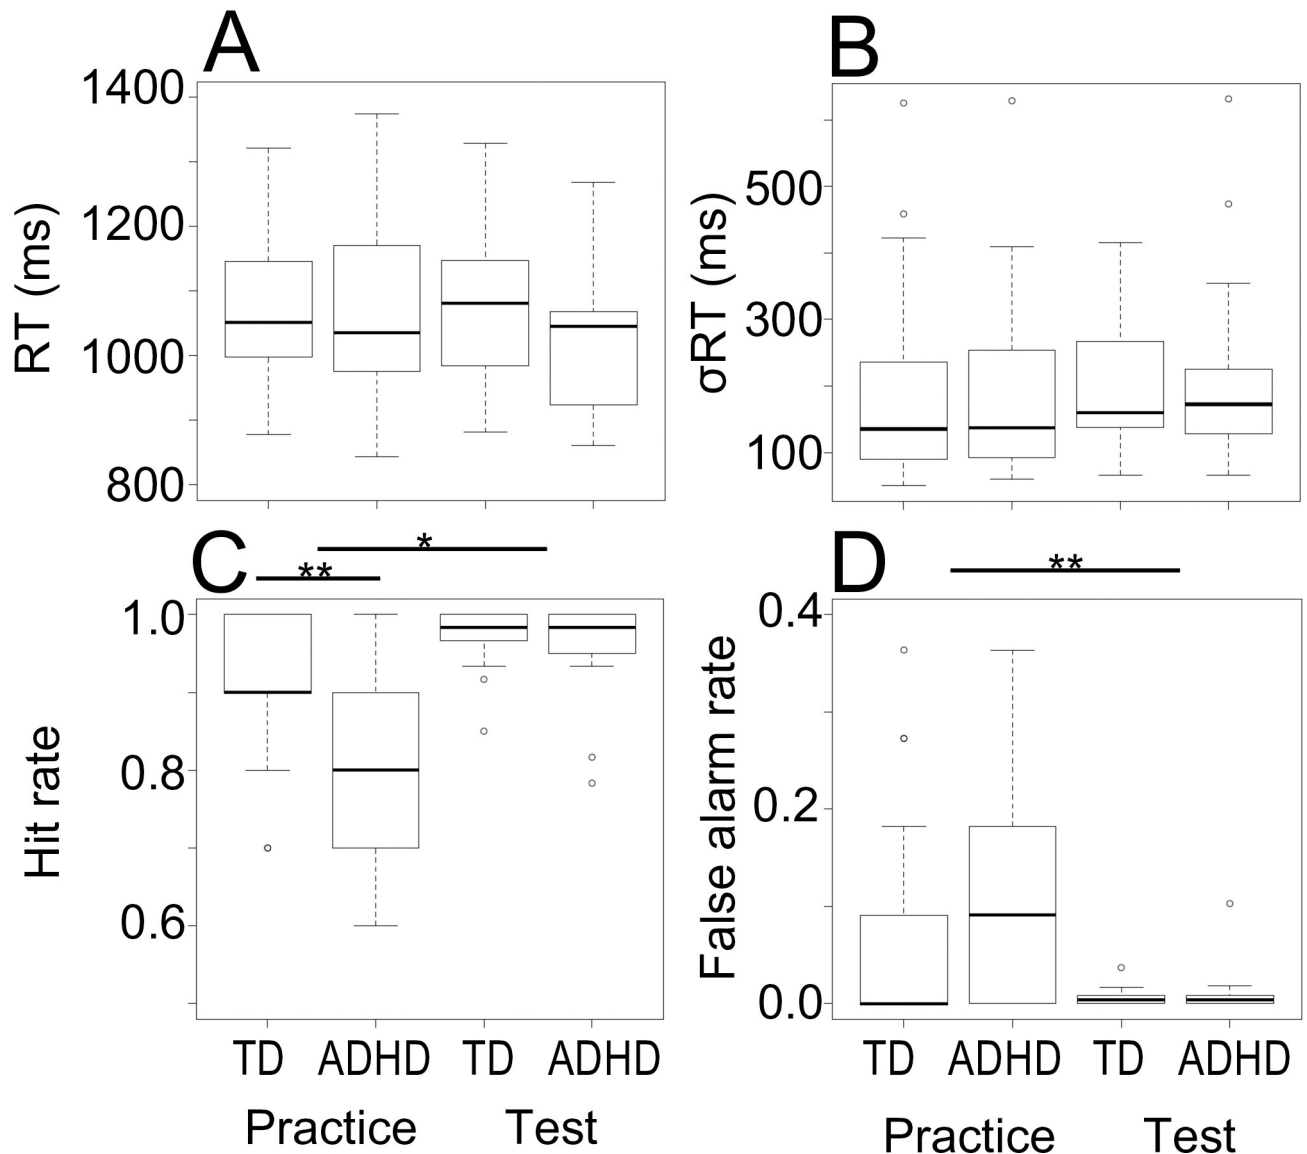 A
RT (ms)
1400
1200
1000
800
B
σRT (ms)
500
300
100
C
*
**
Hit rate
1.0
0.8
0.6
TD ADHD TD ADHD
Practice Test
D
**
False alarm rate
0.4
0.2
0.0
TD ADHD TD ADHD
Practice Test